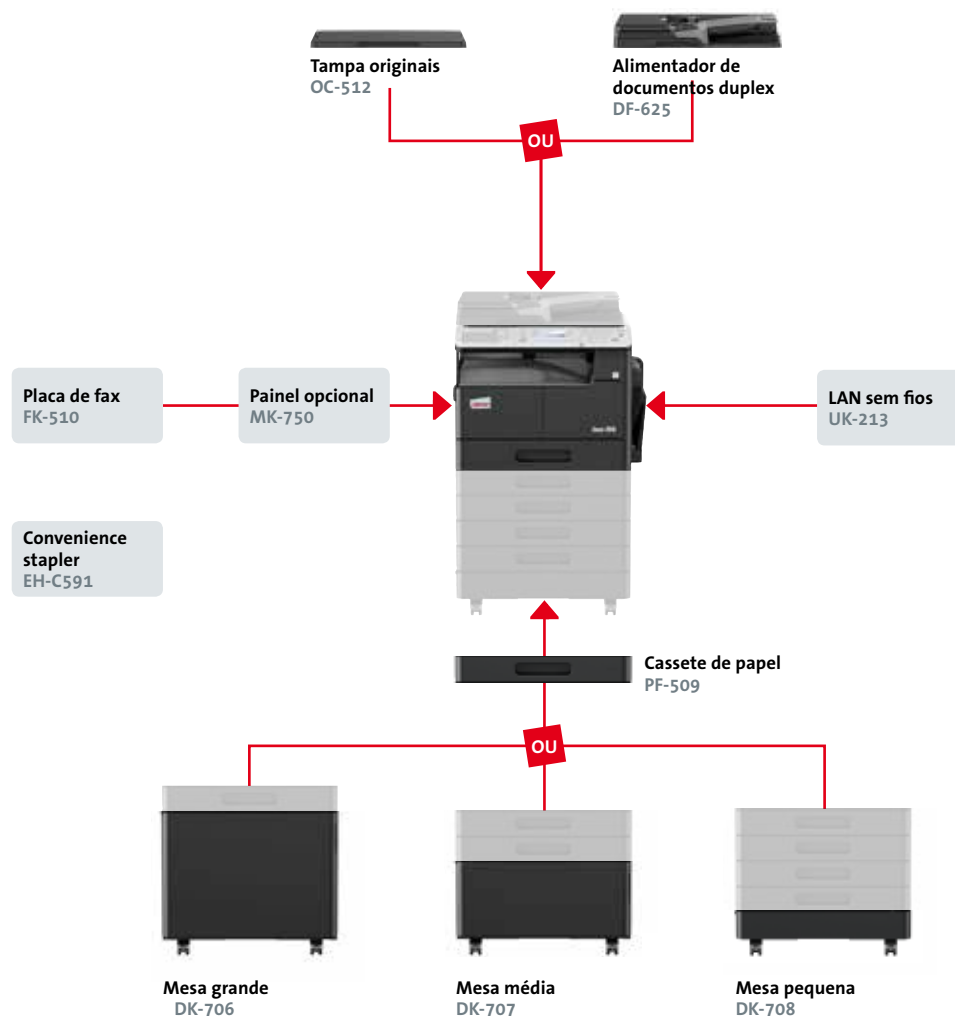 Tampa originais
OC-512
Alimentador de
documentos duplex
DF-625
OU
Placa de fax
FK-510
Painel opcional
MK-750
LAN sem fios
UK-213
Convenience
stapler
EH-C591
Cassete de papel
PF-509
OU
Mesa grande
DK-706
Mesa média
DK-707
Mesa pequena
DK-708